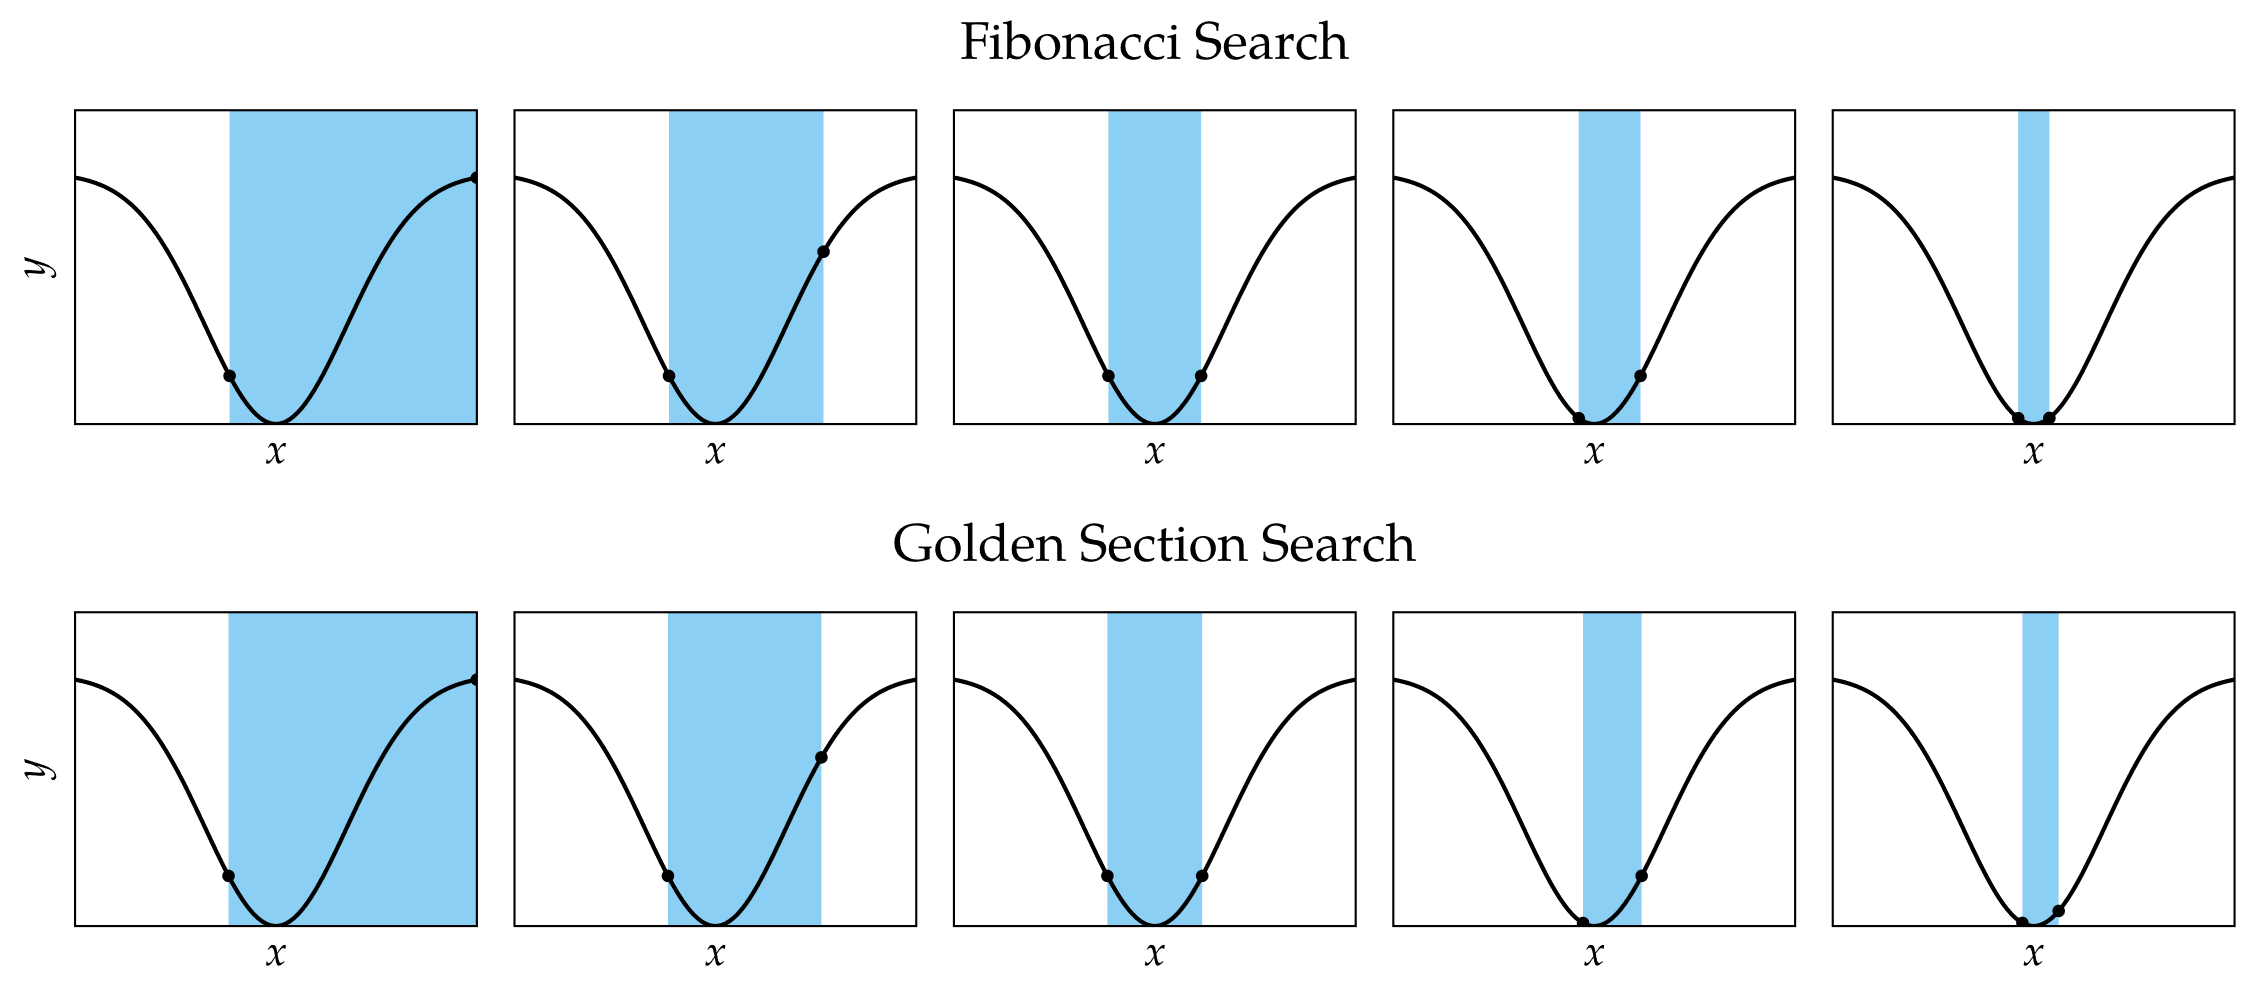 Fibonacci Search
y
x
x
x
x
x
Golden Section Search
y
x
x
x
x
x